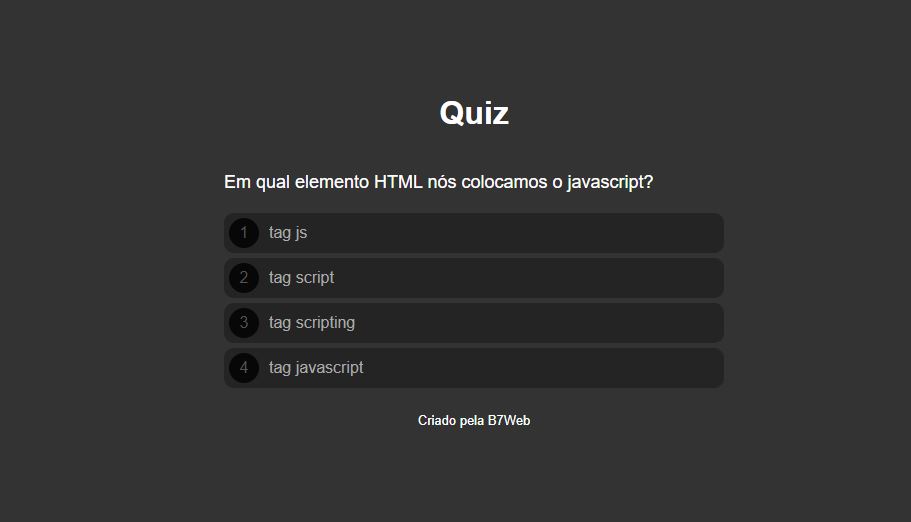 Quiz
Em qual elemento HTML nós colocamos o javascript?
1 tag js
2 tag script
3 tag scripting
4 tag javascript
Criado pela B7Web